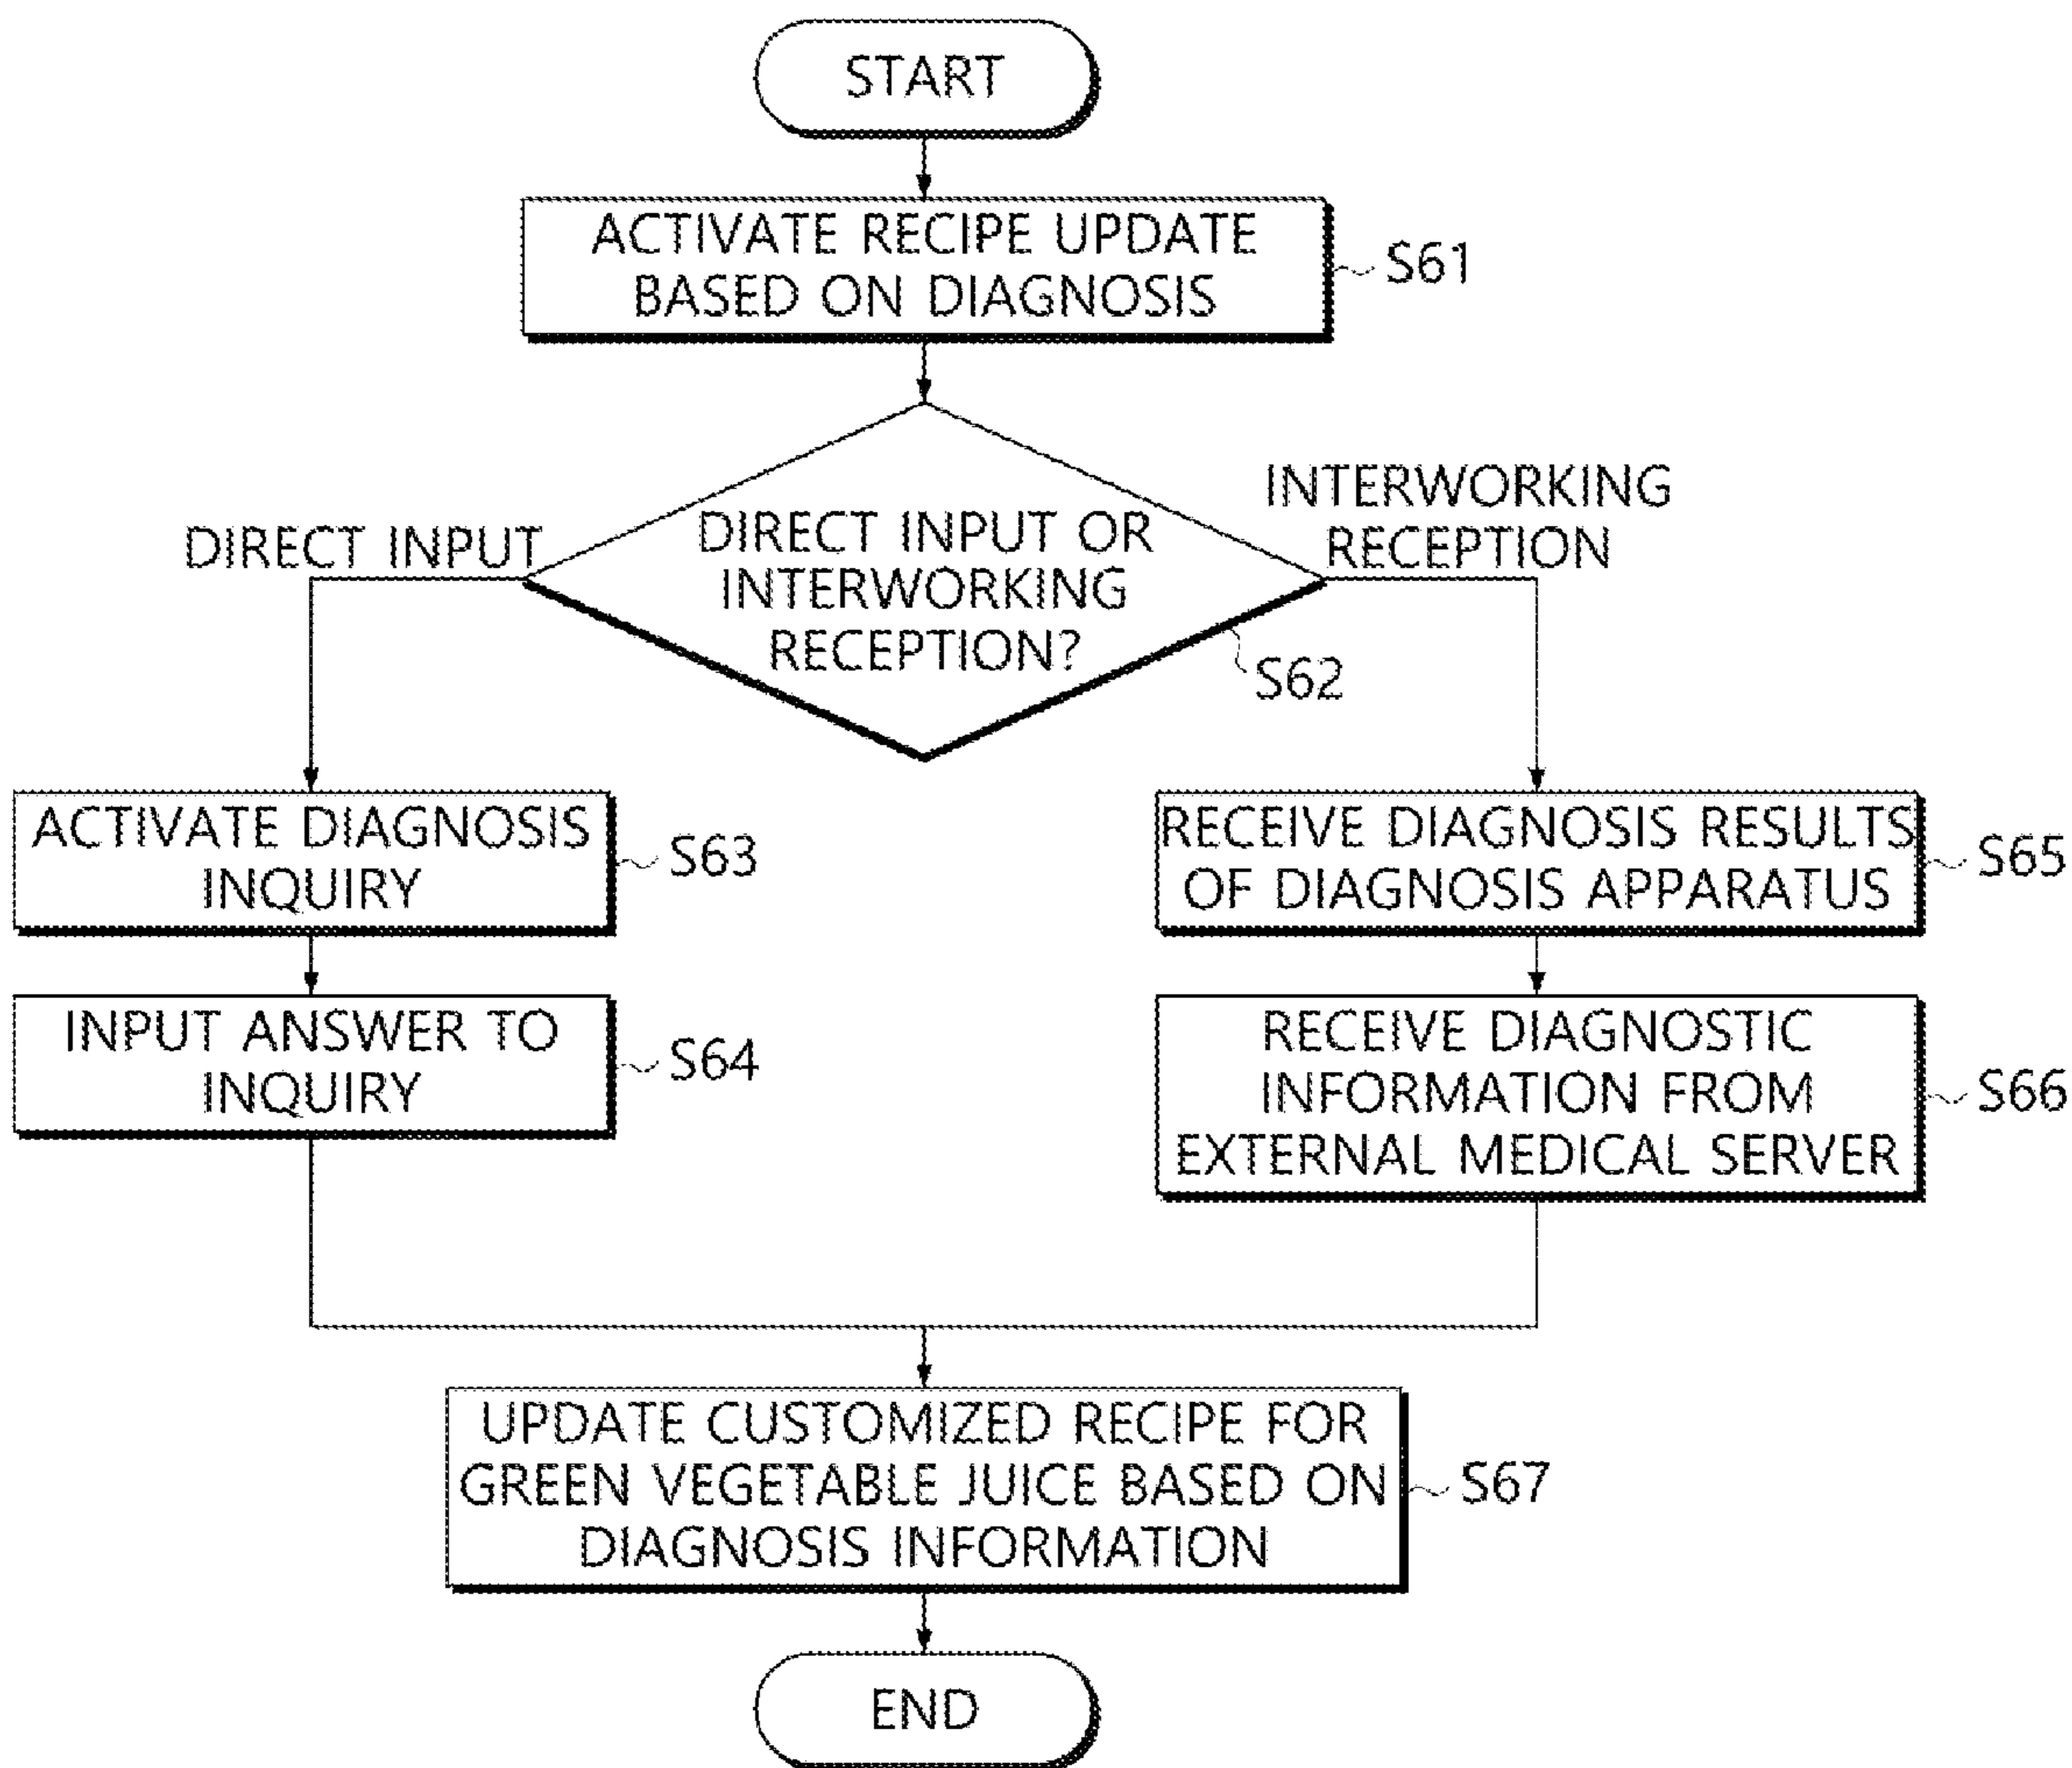 START
ACTIVATE RECIPE UPDATE
BASED ON DIAGNOSIS
S61
DIRECT INPUT
DIRECT INPUT OR
INTERWORKING
RECEPTION?
S62
INTERWORKING
RECEPTION
ACTIVATE DIAGNOSIS
INQUIRY
S63
INPUT ANSWER TO
INQUIRY
S64
RECEIVE DIAGNOSIS RESULTS
OF DIAGNOSIS APPARATUS
S65
RECEIVE DIAGNOSTIC
INFORMATION FROM
EXTERNAL MEDICAL SERVER
S66
UPDATE CUSTOMIZED RECIPE FOR
GREEN VEGETABLE JUICE BASED ON
DIAGNOSIS INFORMATION
S67
END